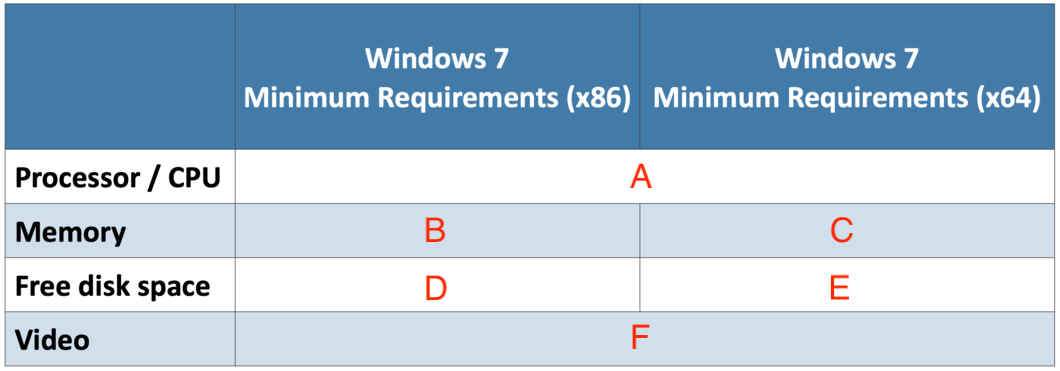 Windows 7
Minimum Requirements (x86)
Windows 7
Minimum Requirements (x64)
Processor / CPU
A
Memory
B
C
Free disk space
D
E
Video
F